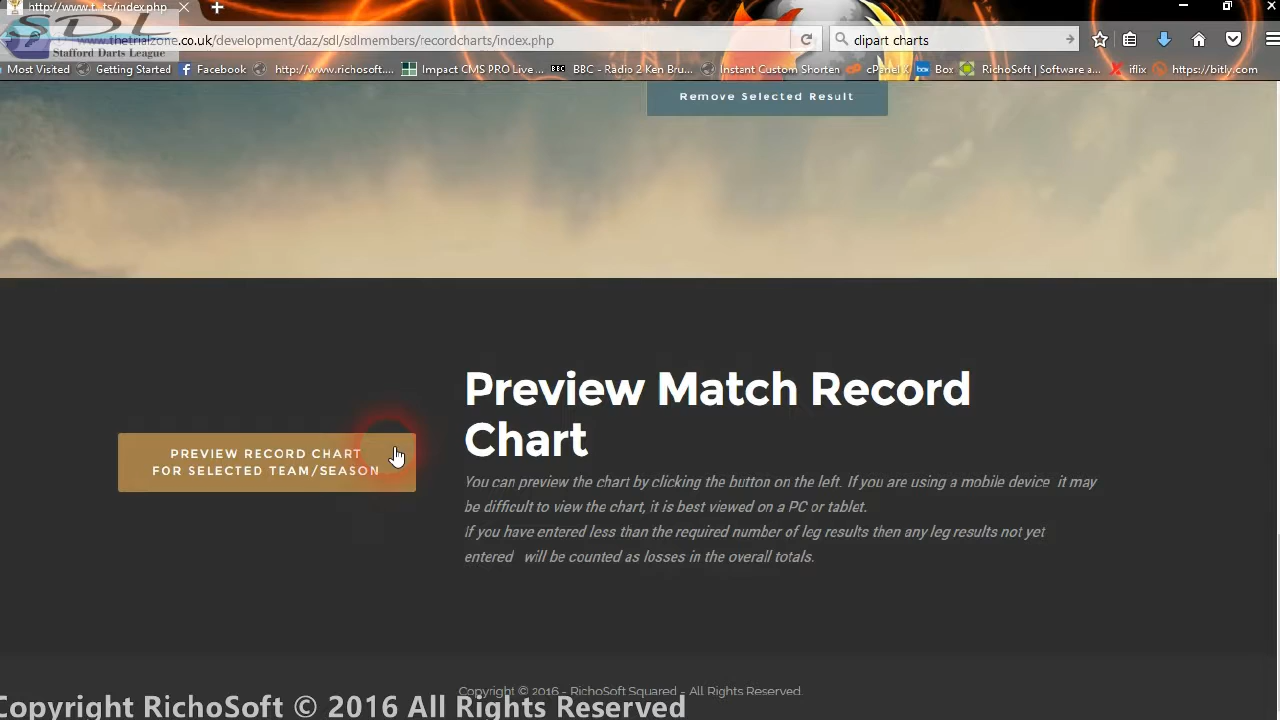 http://www.t...ts/index.php
SDL
Stafford Darts League
www.thetrialzone.co.uk/development/daz/sdl/sdlmembers/recordcharts/index.php
clipart charts
Most Visited Getting Started Facebook http://www.richosoft.... Impact CMS PRO Live ... BBC BBC - Radio 2 Ken Bru... Instant Custom Shorten cPanel X box Box RichoSoft | Software a... iflix https://bitly.com
Remove Selected Result
Preview Match Record
Chart
PREVIEW RECORD CHART
FOR SELECTED TEAM/SEASON
You can preview the chart by clicking the button on the left. If you are using a mobile device it may
be difficult to view the chart, it is best viewed on a PC or tablet.
If you have entered less than the required number of leg results then any leg results not yet
entered will be counted as losses in the overall totals.
Copyright © 2016 - RichoSoft Squared - All Rights Reserved.
Copyright RichoSoft © 2016 All Rights Reserved